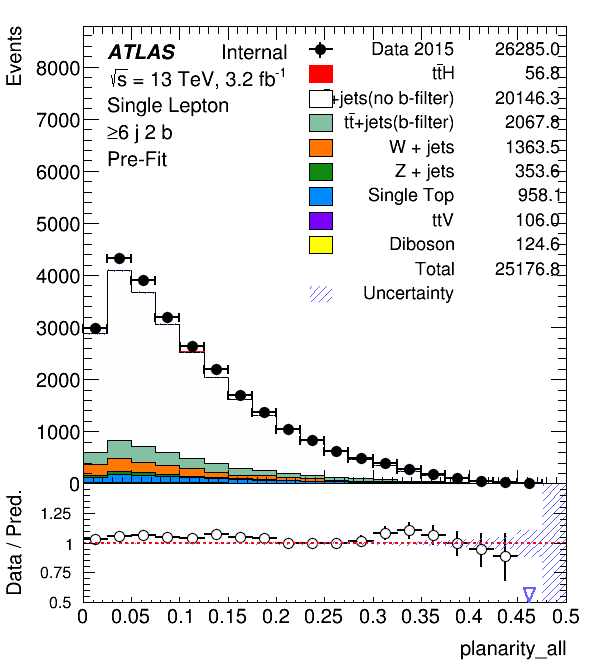 Events
ATLAS Internal
√s = 13 TeV, 3.2 fb⁻¹
Single Lepton
≥6 j 2 b
Pre-Fit
Data 2015 26285.0
tt̄H 56.8
+jets(no b-filter) 20146.3
tt̄+jets(b-filter) 2067.8
W + jets 1363.5
Z + jets 353.6
Single Top 958.1
ttV 106.0
Diboson 124.6
Total 25176.8
Uncertainty
8000
7000
6000
5000
4000
3000
2000
1000
0
Data / Pred.
1.25
1
0.75
0.5
0 0.05 0.1 0.15 0.2 0.25 0.3 0.35 0.4 0.45 0.5
planarity_all